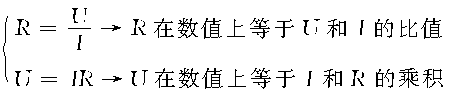 R = U/I → R 在数值上等于 U 和 I 的比值
U = IR → U 在数值上等于 I 和 R 的乘积